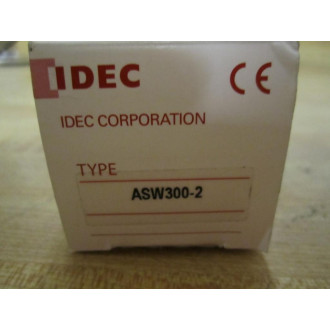 IDEC CE
IDEC CORPORATION
TYPE
ASW300-2